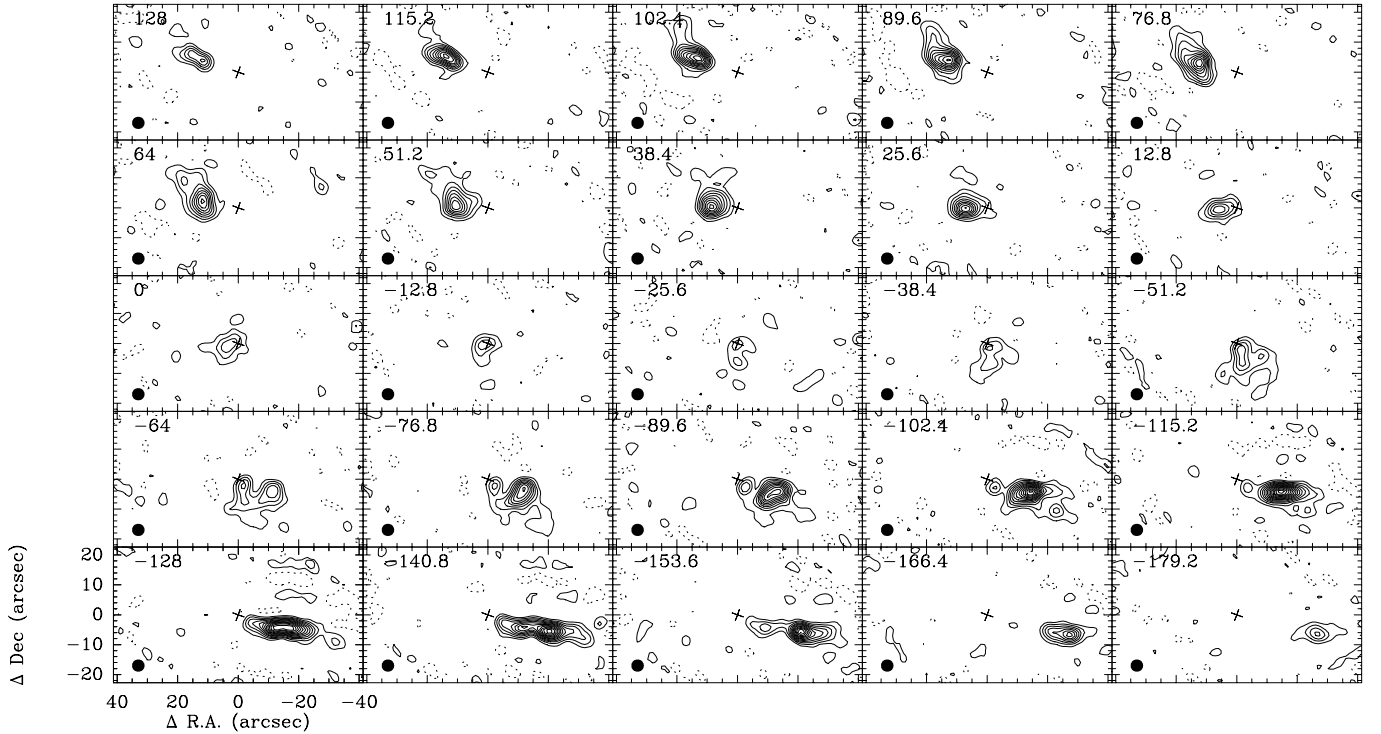 128 115.2 102.4 89.6 76.8
64 51.2 38.4 25.6 12.8
0 −12.8 −25.6 −38.4 −51.2
−64 −76.8 −89.6 −102.4 −115.2
−128 −140.8 −153.6 −166.4 −179.2
20
10
0
−10
−20
Δ Dec (arcsec)
40 20 0 −20 −40
Δ R.A. (arcsec)